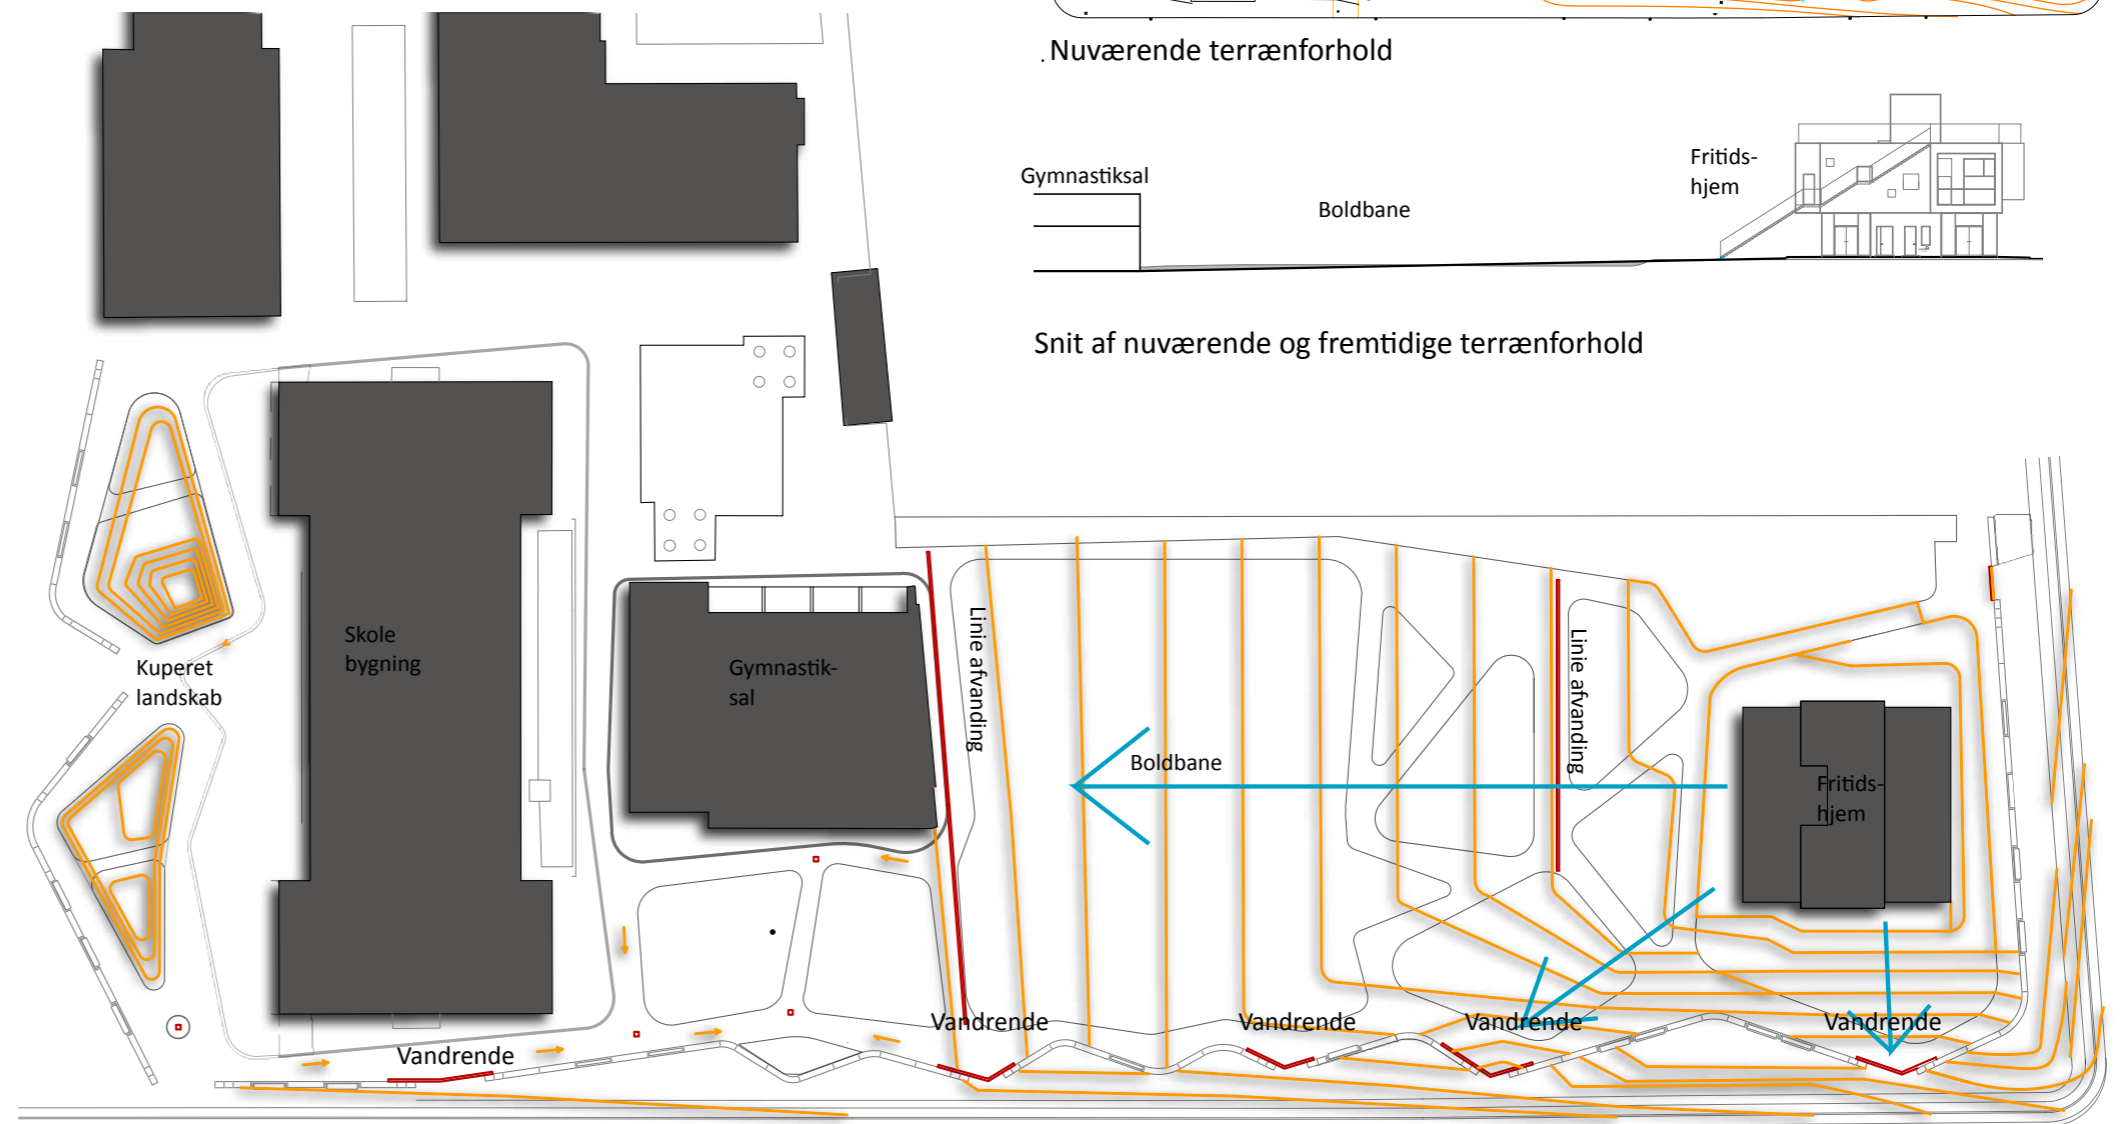 . Nuværende terrænforhold
Gymnastiksal
Boldbane
Fritids-
hjem
Snit af nuværende og fremtidige terrænforhold
Kuperet
landskab
Skole
bygning
Gymnastik-
sal
Linie afvanding
Boldbane
Linie afvanding
Fritids-
hjem
Vandrende
Vandrende
Vandrende
Vandrende
Vandrende